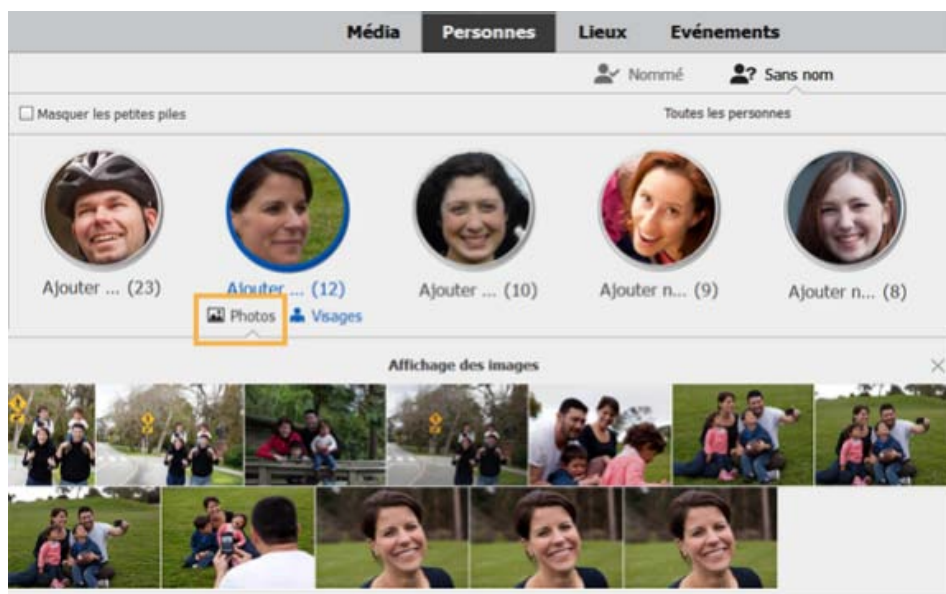 Média Personnes Lieux Evénements
Nommé Sans nom
Masquer les petites piles Toutes les personnes
Ajouter ... (23) Ajouter ... (12) Ajouter ... (10) Ajouter n... (9) Ajouter n... (8)
Photos Visages
Affichage des images